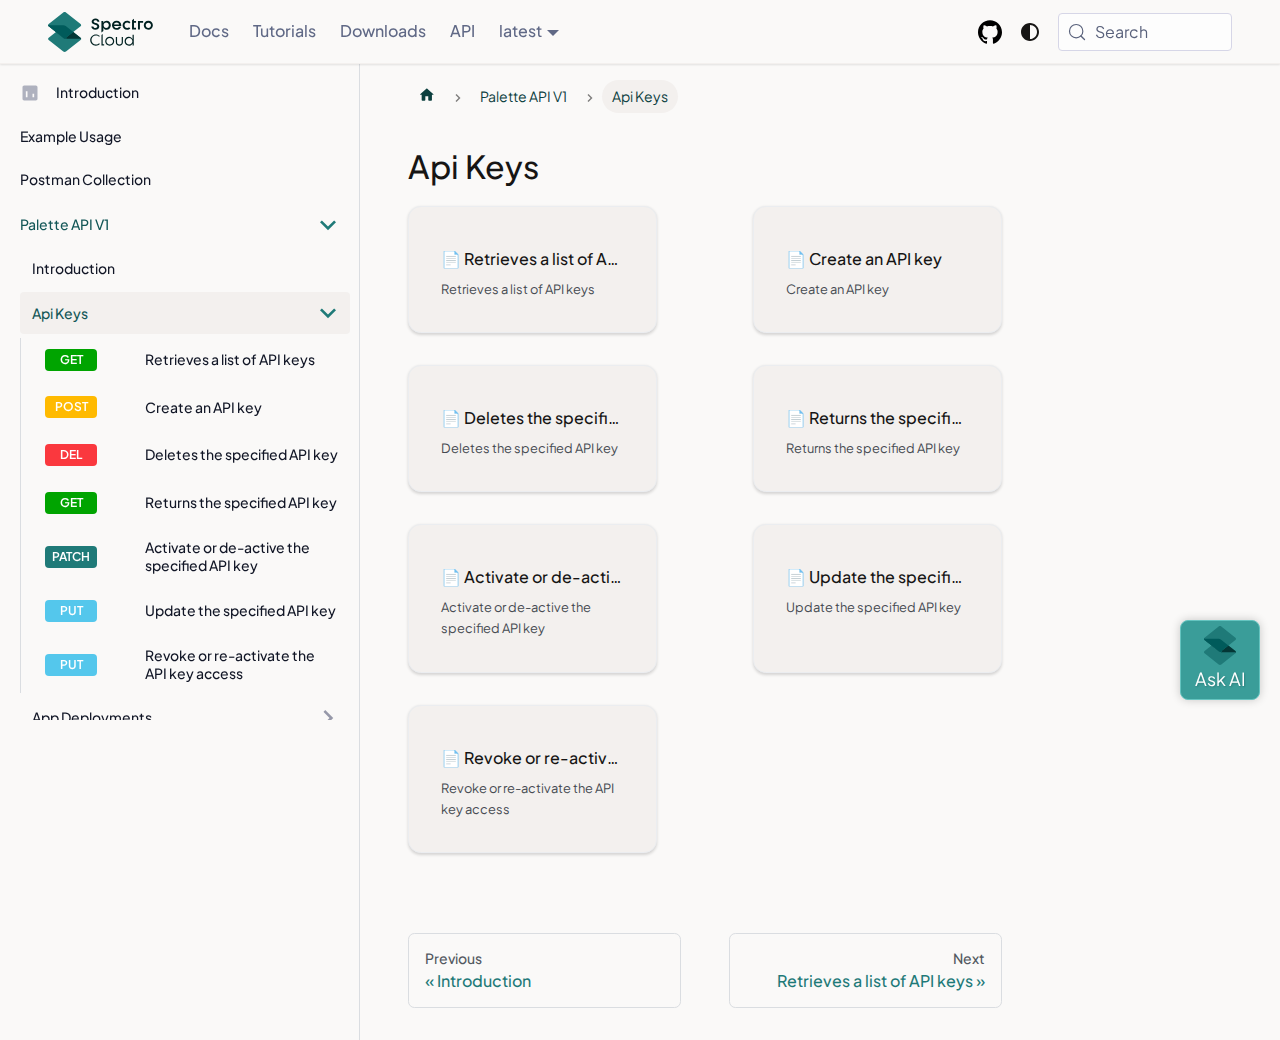 Spectro Cloud
Docs
Tutorials
Downloads
API
latest
Search
Introduction
Example Usage
Postman Collection
Palette API V1
Introduction
Api Keys
GET Retrieves a list of API keys
POST Create an API key
DEL Deletes the specified API key
GET Returns the specified API key
PATCH Activate or de-active the
specified API key
PUT Update the specified API key
PUT Revoke or re-activate the
API key access
App Deployments
Palette API V1
Api Keys
Api Keys
Retrieves a list of A...
Retrieves a list of API keys
Create an API key
Create an API key
Deletes the specifi...
Deletes the specified API key
Returns the specifi...
Returns the specified API key
Activate or de-acti...
Activate or de-active the
specified API key
Update the specifi...
Update the specified API key
Revoke or re-activ...
Revoke or re-activate the API
key access
Previous
« Introduction
Next
Retrieves a list of API keys »
Ask AI